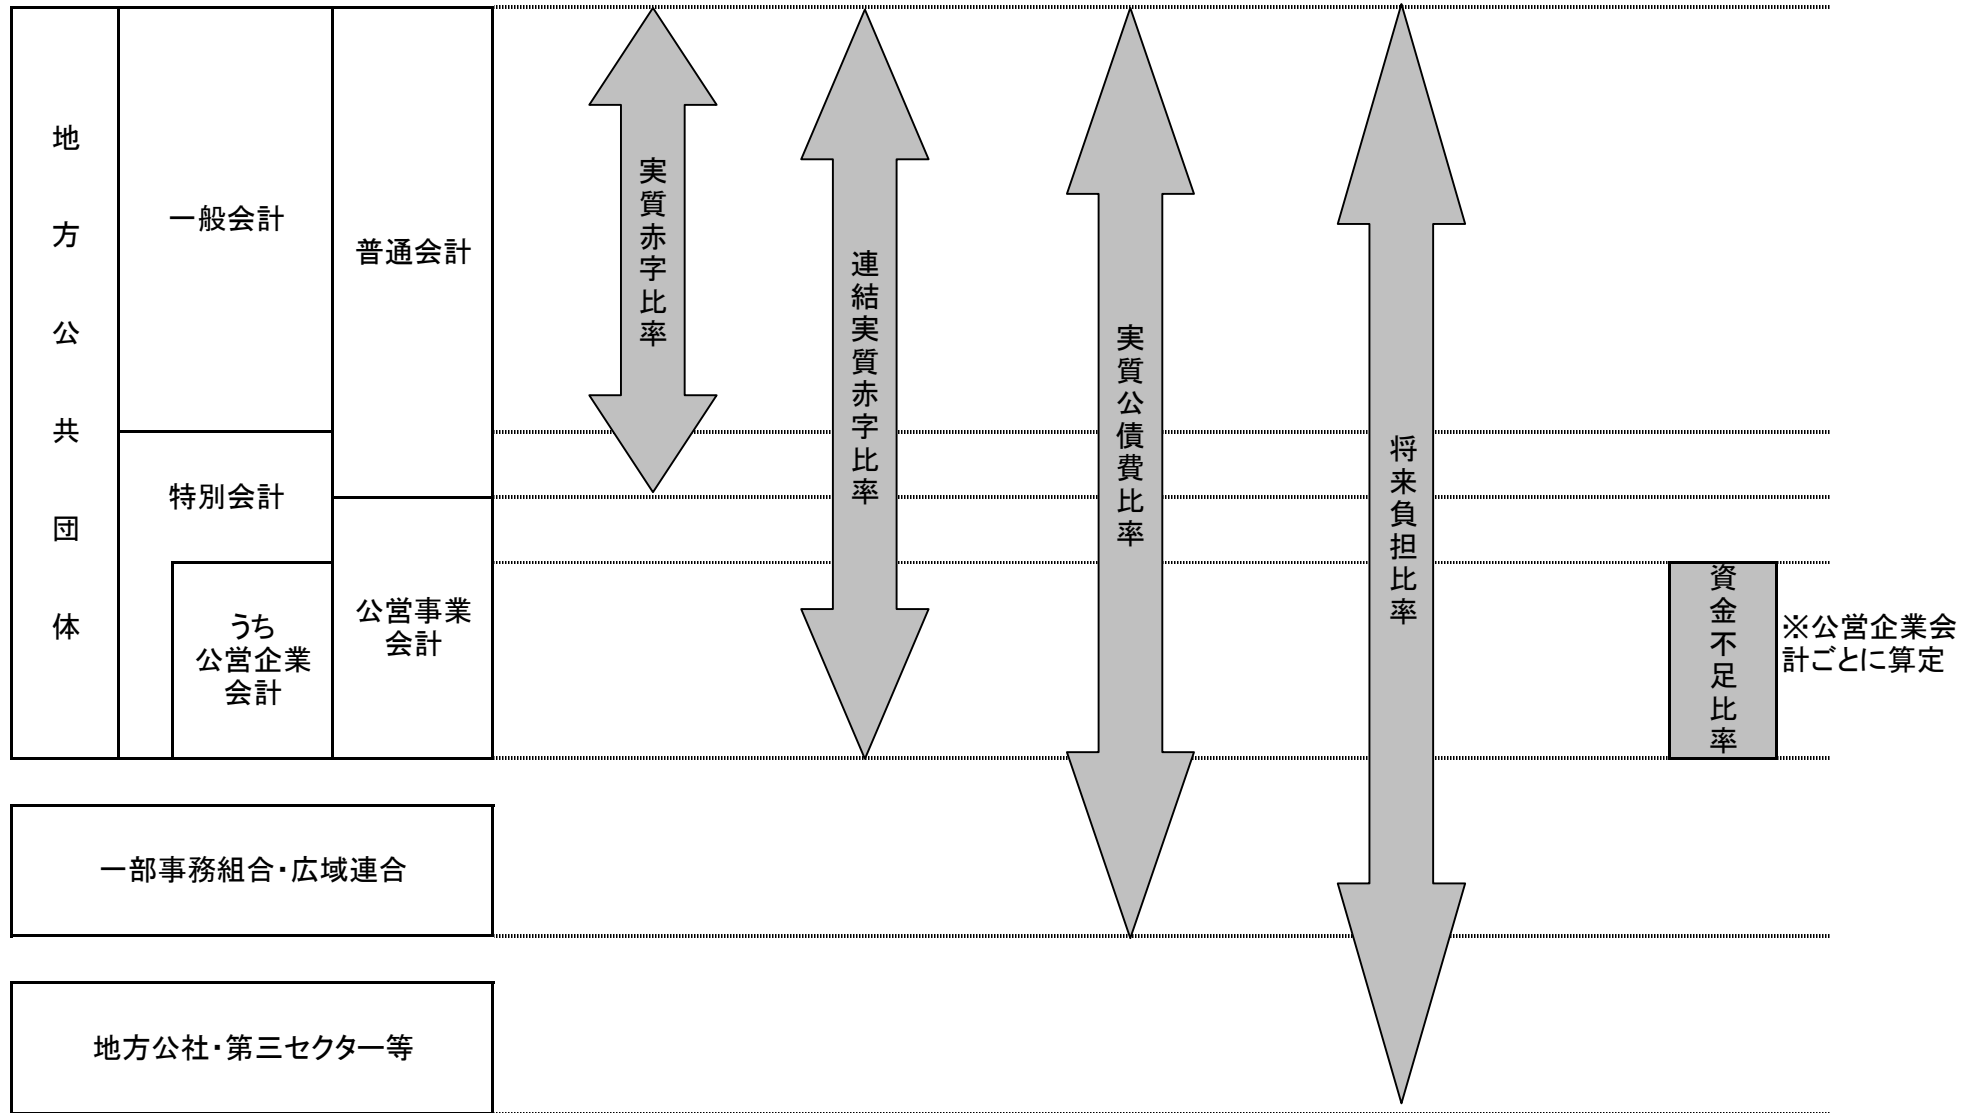 地方公共団体
一般会計
普通会計
特別会計
うち
公営企業
会計
公営事業
会計
実質赤字比率
連結実質赤字比率
実質公債費比率
将来負担比率
資金不足比率
※公営企業会
計ごとに算定
一部事務組合・広域連合
地方公社・第三セクター等